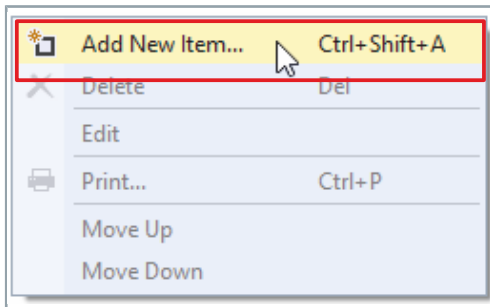 Add New Item... Ctrl+Shift+A
Delete Del
Edit
Print... Ctrl+P
Move Up
Move Down